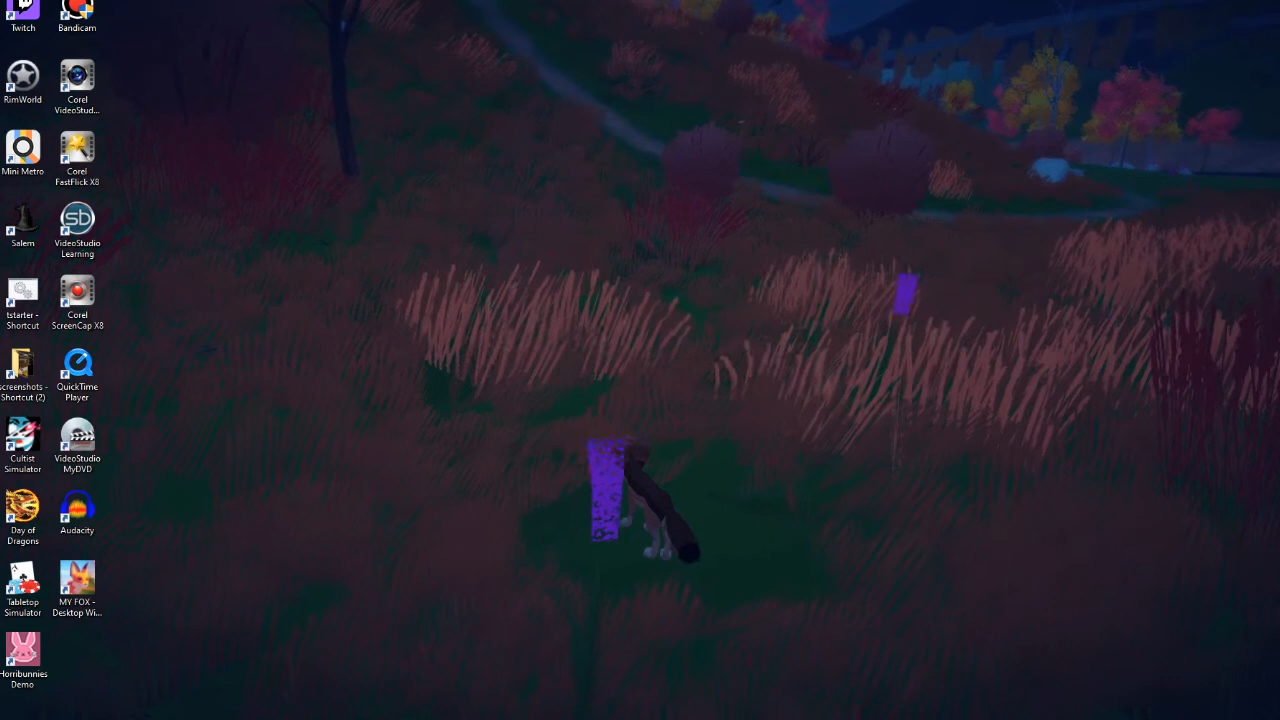 Twitch
Bandicam
RimWorld
Corel
VideoStud...
Mini Metro
Corel
FastFlick X8
Salem
VideoStudio
Learning
tstarter -
Shortcut
Corel
ScreenCap X8
screenshots -
Shortcut (2)
QuickTime
Player
Cultist
Simulator
VideoStudio
MyDVD
Day of
Dragons
Audacity
Tabletop
Simulator
MY FOX -
Desktop Wi...
Horribunnies
Demo